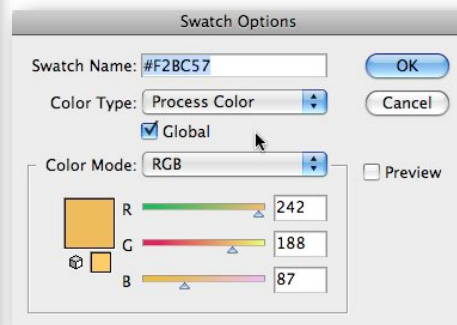 Swatch Options
Swatch Name: #F2BC57
OK
Color Type: Process Color
Cancel
Global
Color Mode: RGB
Preview
R 242
G 188
B 87